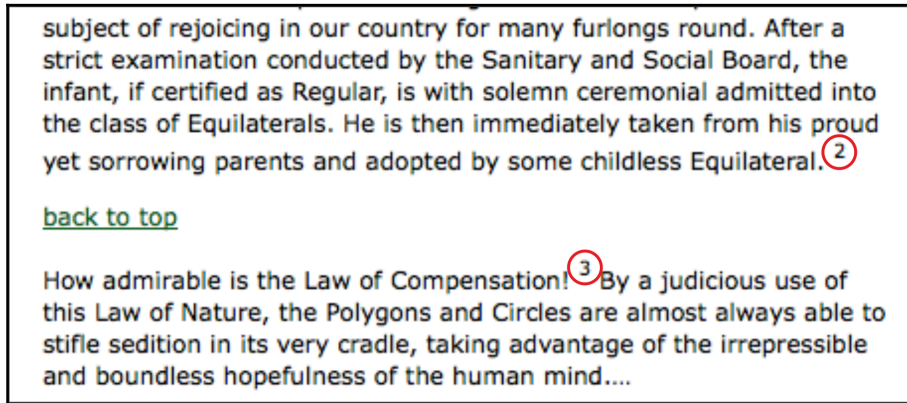 subject of rejoicing in our country for many furlongs round. After a
strict examination conducted by the Sanitary and Social Board, the
infant, if certified as Regular, is with solemn ceremonial admitted into
the class of Equilaterals. He is then immediately taken from his proud
yet sorrowing parents and adopted by some childless Equilateral.2
back to top
How admirable is the Law of Compensation!3 By a judicious use of
this Law of Nature, the Polygons and Circles are almost always able to
stifle sedition in its very cradle, taking advantage of the irrepressible
and boundless hopefulness of the human mind....